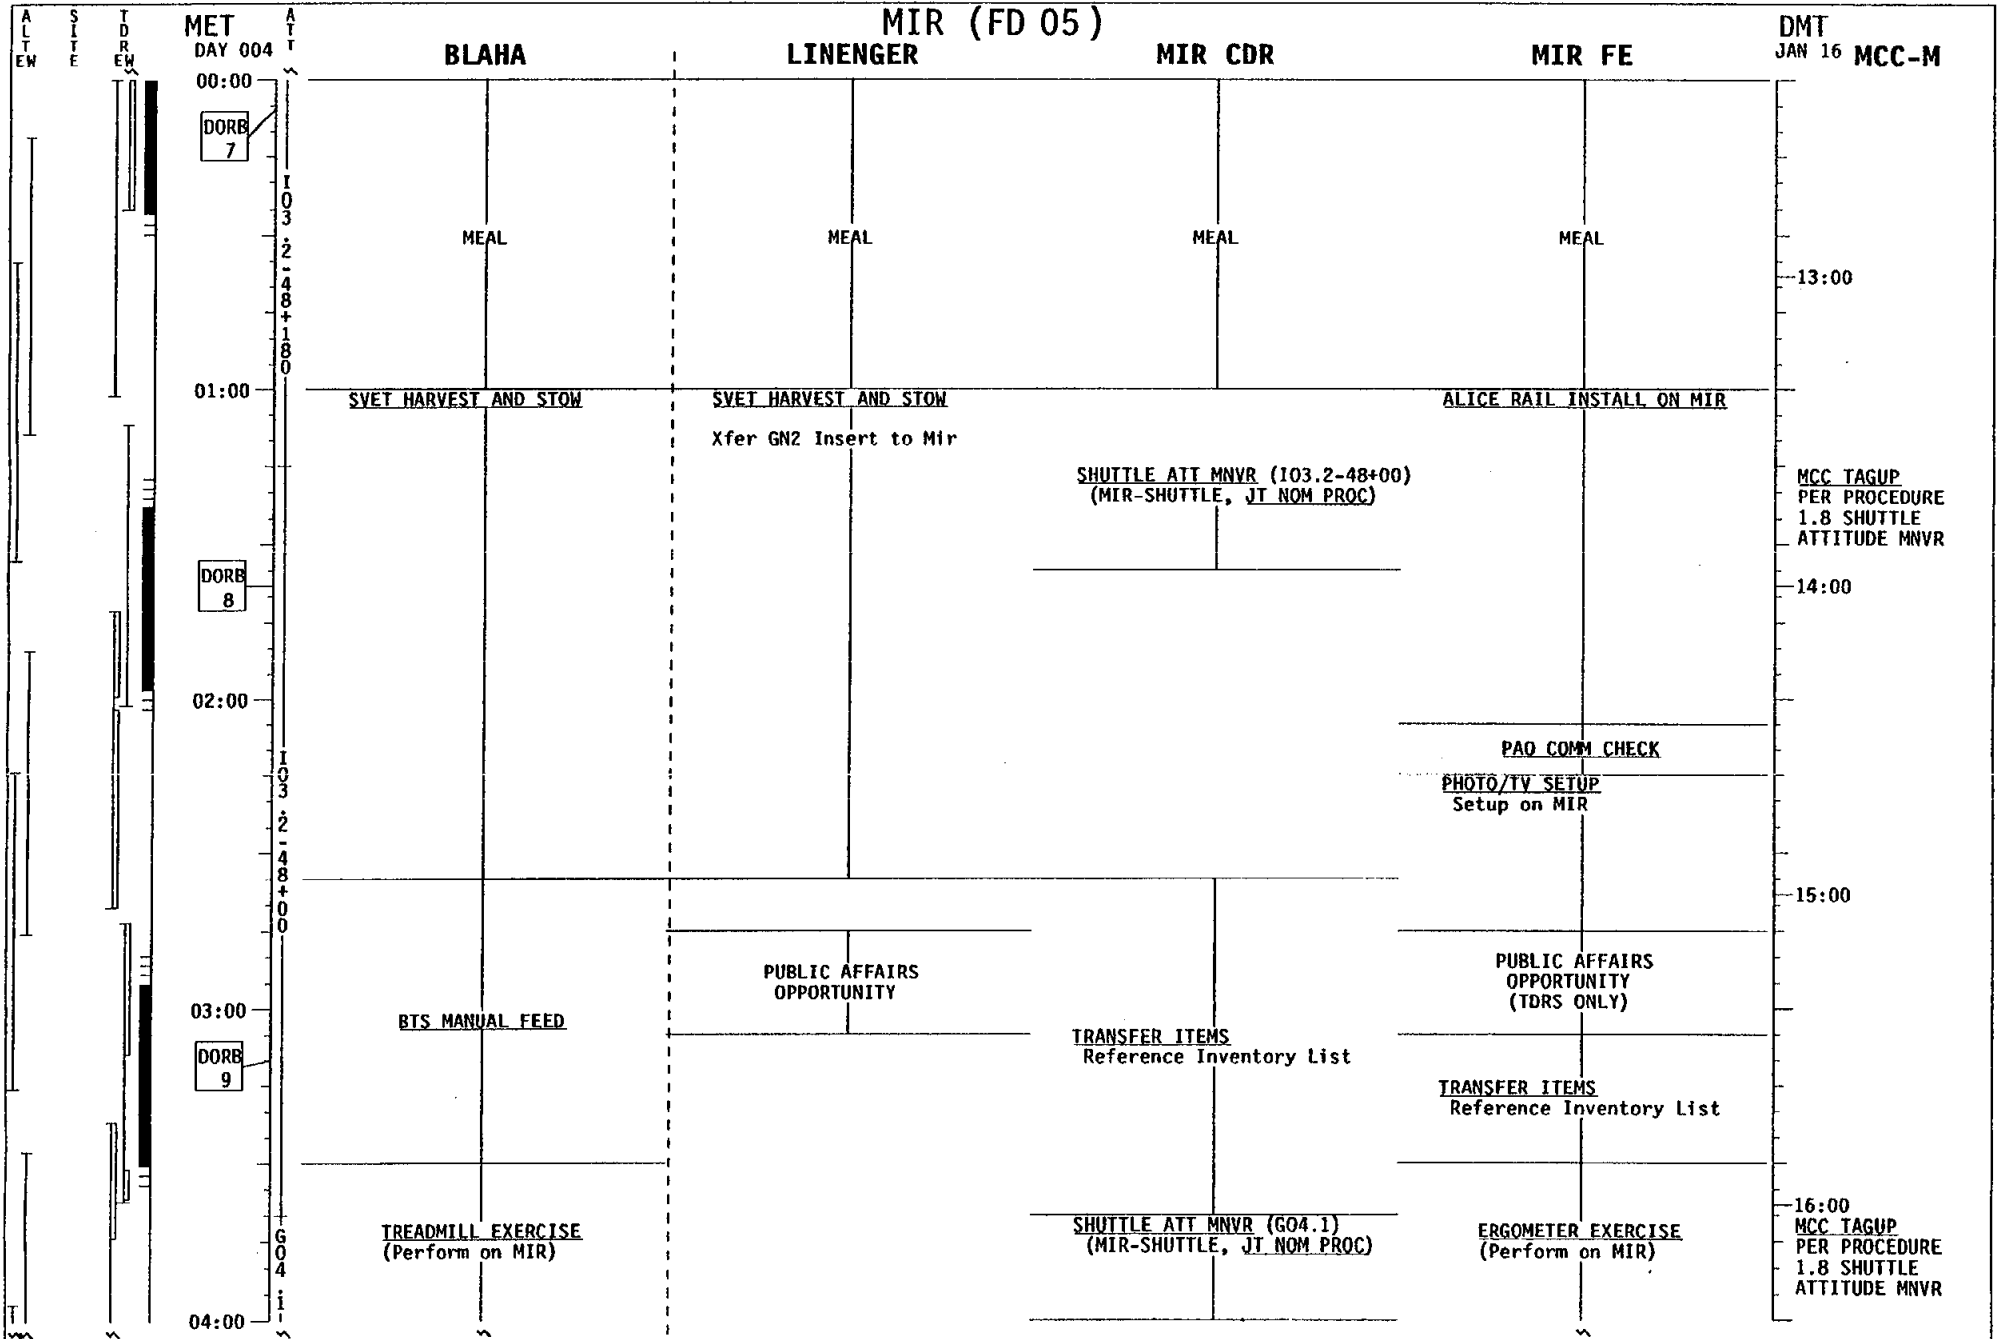 MIR (FD 05)
ALT EW
SITE
TDRS EW
MET
DAY 004
ATT
BLAHA
LINENGER
MIR CDR
MIR FE
DMT
JAN 16 MCC-M
00:00
DORB
7
IO3.2-48+180
MEAL
MEAL
MEAL
MEAL
13:00
01:00
SVET HARVEST AND STOW
SVET HARVEST AND STOW
ALICE RAIL INSTALL ON MIR
Xfer GN2 Insert to Mir
SHUTTLE ATT MNVR (IO3.2-48+00)
(MIR-SHUTTLE, JT NOM PROC)
MCC TAGUP
PER PROCEDURE
1.8 SHUTTLE
ATTITUDE MNVR
DORB
8
14:00
02:00
PAO COMM CHECK
IO3.2-48+00
PHOTO/TV SETUP
Setup on MIR
15:00
PUBLIC AFFAIRS
OPPORTUNITY
PUBLIC AFFAIRS
OPPORTUNITY
(TDRS ONLY)
03:00
BTS MANUAL FEED
TRANSFER ITEMS
Reference Inventory List
DORB
9
TRANSFER ITEMS
Reference Inventory List
16:00
TREADMILL EXERCISE
(Perform on MIR)
SHUTTLE ATT MNVR (GO4.1)
(MIR-SHUTTLE, JT NOM PROC)
ERGOMETER EXERCISE
(Perform on MIR)
MCC TAGUP
PER PROCEDURE
1.8 SHUTTLE
ATTITUDE MNVR
GO4.1
04:00